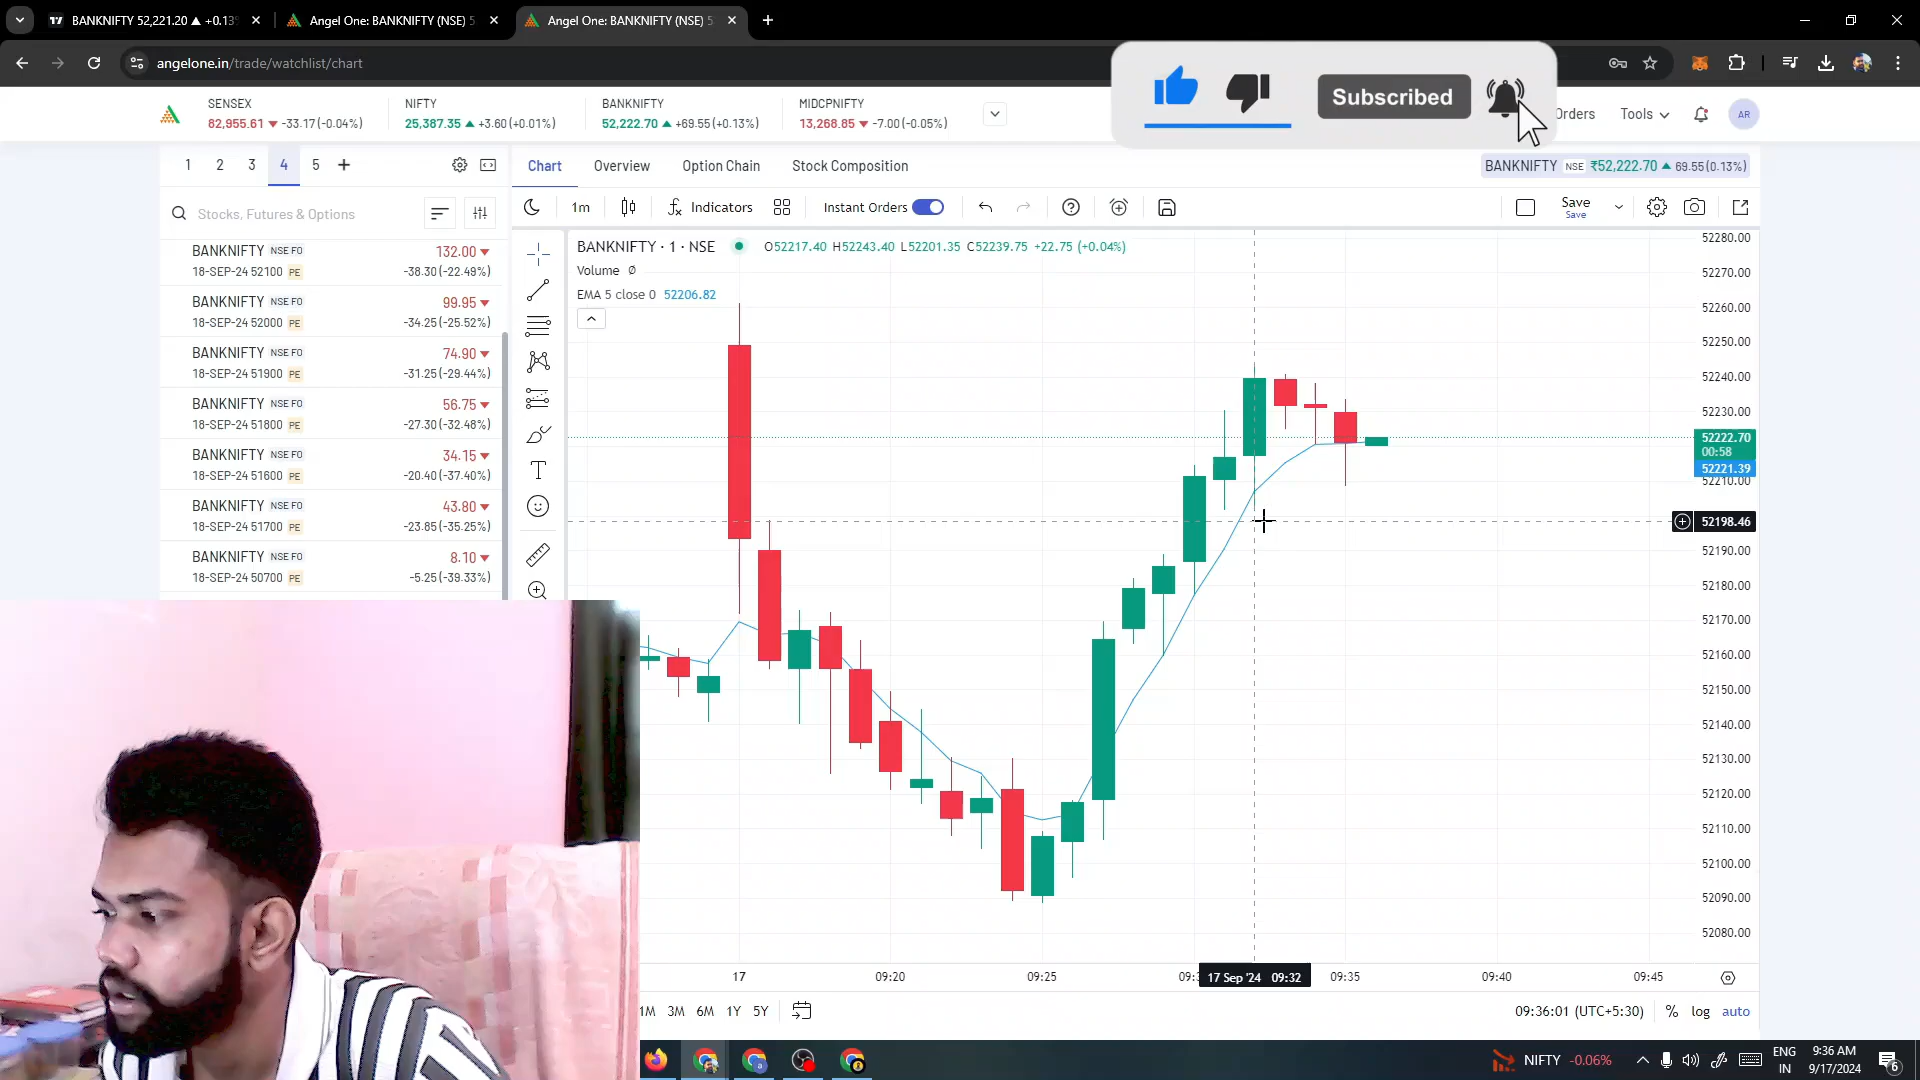 BANKNIFTY 52,221.20 ▲ +0.13
Angel One: BANKNIFTY (NSE) 5
Angel One: BANKNIFTY (NSE) 5
angelone.in/trade/watchlist/chart
SENSEX
82,955.61 ▼ -33.17 (-0.04%)
NIFTY
25,387.35 ▲ +3.60 (+0.01%)
BANKNIFTY
52,222.70 ▲ +69.55 (+0.13%)
MIDCPNIFTY
13,268.85 ▼ -7.00 (-0.05%)
Subscribed
Orders
Tools
AR
1 2 3 4 5 +
Chart
Overview
Option Chain
Stock Composition
BANKNIFTY NSE ₹52,222.70 ▲ 69.55 (0.13%)
Stocks, Futures & Options
1m
Indicators
Instant Orders
Save
Save
BANKNIFTY NSE FO 132.00 ▼
18-SEP-24 52100 PE -38.30 (-22.49%)
BANKNIFTY NSE FO 99.95 ▼
18-SEP-24 52000 PE -34.25 (-25.52%)
BANKNIFTY NSE FO 74.90 ▼
18-SEP-24 51900 PE -31.25 (-29.44%)
BANKNIFTY NSE FO 56.75 ▼
18-SEP-24 51800 PE -27.30 (-32.48%)
BANKNIFTY NSE FO 34.15 ▼
18-SEP-24 51600 PE -20.40 (-37.40%)
BANKNIFTY NSE FO 43.80 ▼
18-SEP-24 51700 PE -23.85 (-35.25%)
BANKNIFTY NSE FO 8.10 ▼
18-SEP-24 50700 PE -5.25 (-39.33%)
BANKNIFTY · 1 · NSE O52217.40 H52243.40 L52201.35 C52239.75 +22.75 (+0.04%)
Volume Ø
EMA 5 close 0 52206.82
52280.00
52270.00
52260.00
52250.00
52240.00
52230.00
52222.70
00:58
52221.39
52210.00
52198.46
52190.00
52180.00
52170.00
52160.00
52150.00
52140.00
52130.00
52120.00
52110.00
52100.00
52090.00
52080.00
17 09:20 09:25 09:3 17 Sep '24 09:32 09:35 09:40 09:45
1M 3M 6M 1Y 5Y
09:36:01 (UTC+5:30) % log auto
NIFTY -0.06%
ENG
IN
9:36 AM
9/17/2024
6